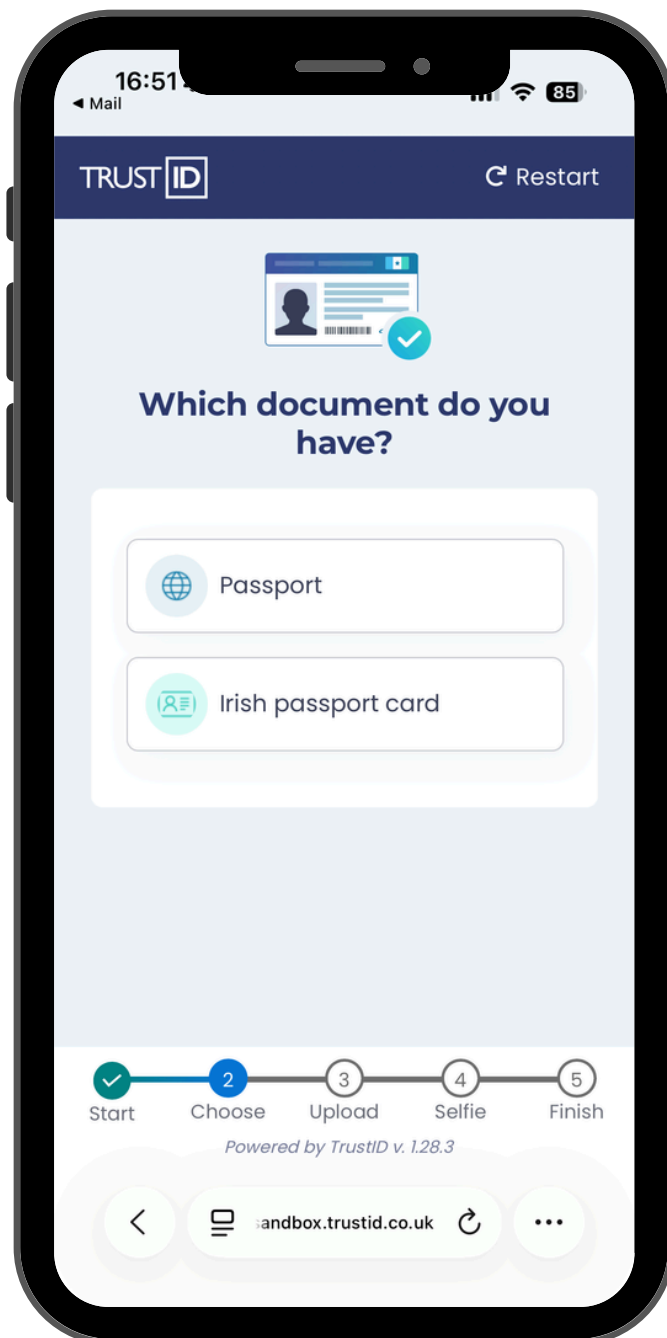 16:51
◀ Mail
85
TRUST ID
Restart
Which document do you
have?
Passport
Irish passport card
2
3
4
5
Start
Choose
Upload
Selfie
Finish
Powered by TrustID v. 1.28.3
andbox.trustid.co.uk